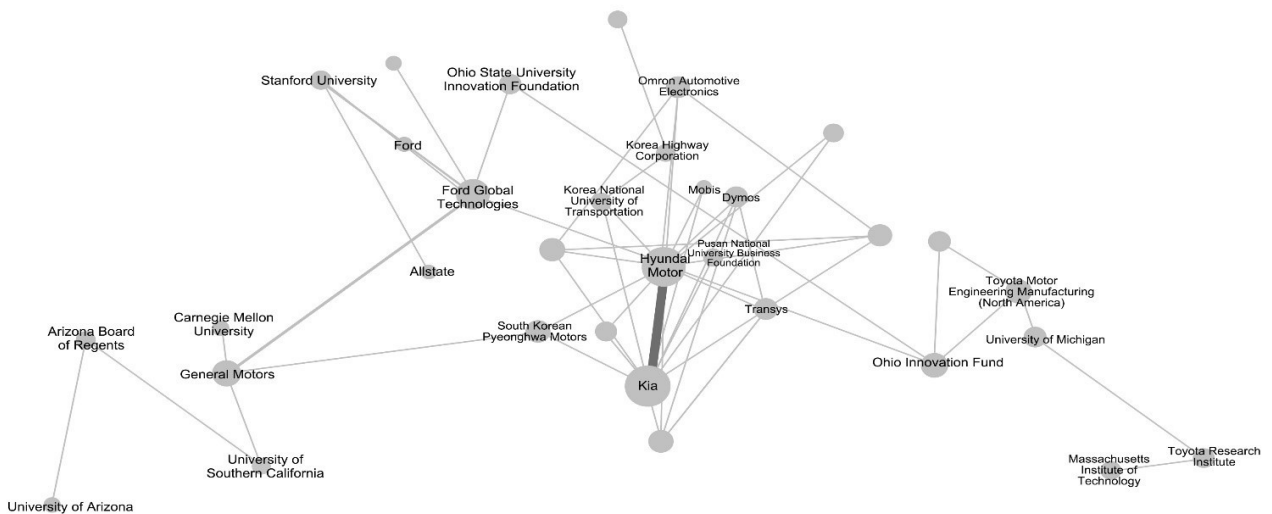 Stanford University
Ohio State University
Innovation Foundation
Omron Automotive
Electronics
Ford
Korea Highway
Corporation
Ford Global
Technologies
Korea National
University of
Transportation
Mobis
Dymos
Pusan National
University Business
Foundation
Hyundai
Motor
Allstate
Toyota Motor
Engineering Manufacturing
(North America)
Transys
Carnegie Mellon
University
Arizona Board
of Regents
South Korean
Pyeonghwa Motors
University of Michigan
Ohio Innovation Fund
General Motors
Kia
University of
Southern California
Massachusetts
Institute of
Technology
Toyota Research
Institute
University of Arizona